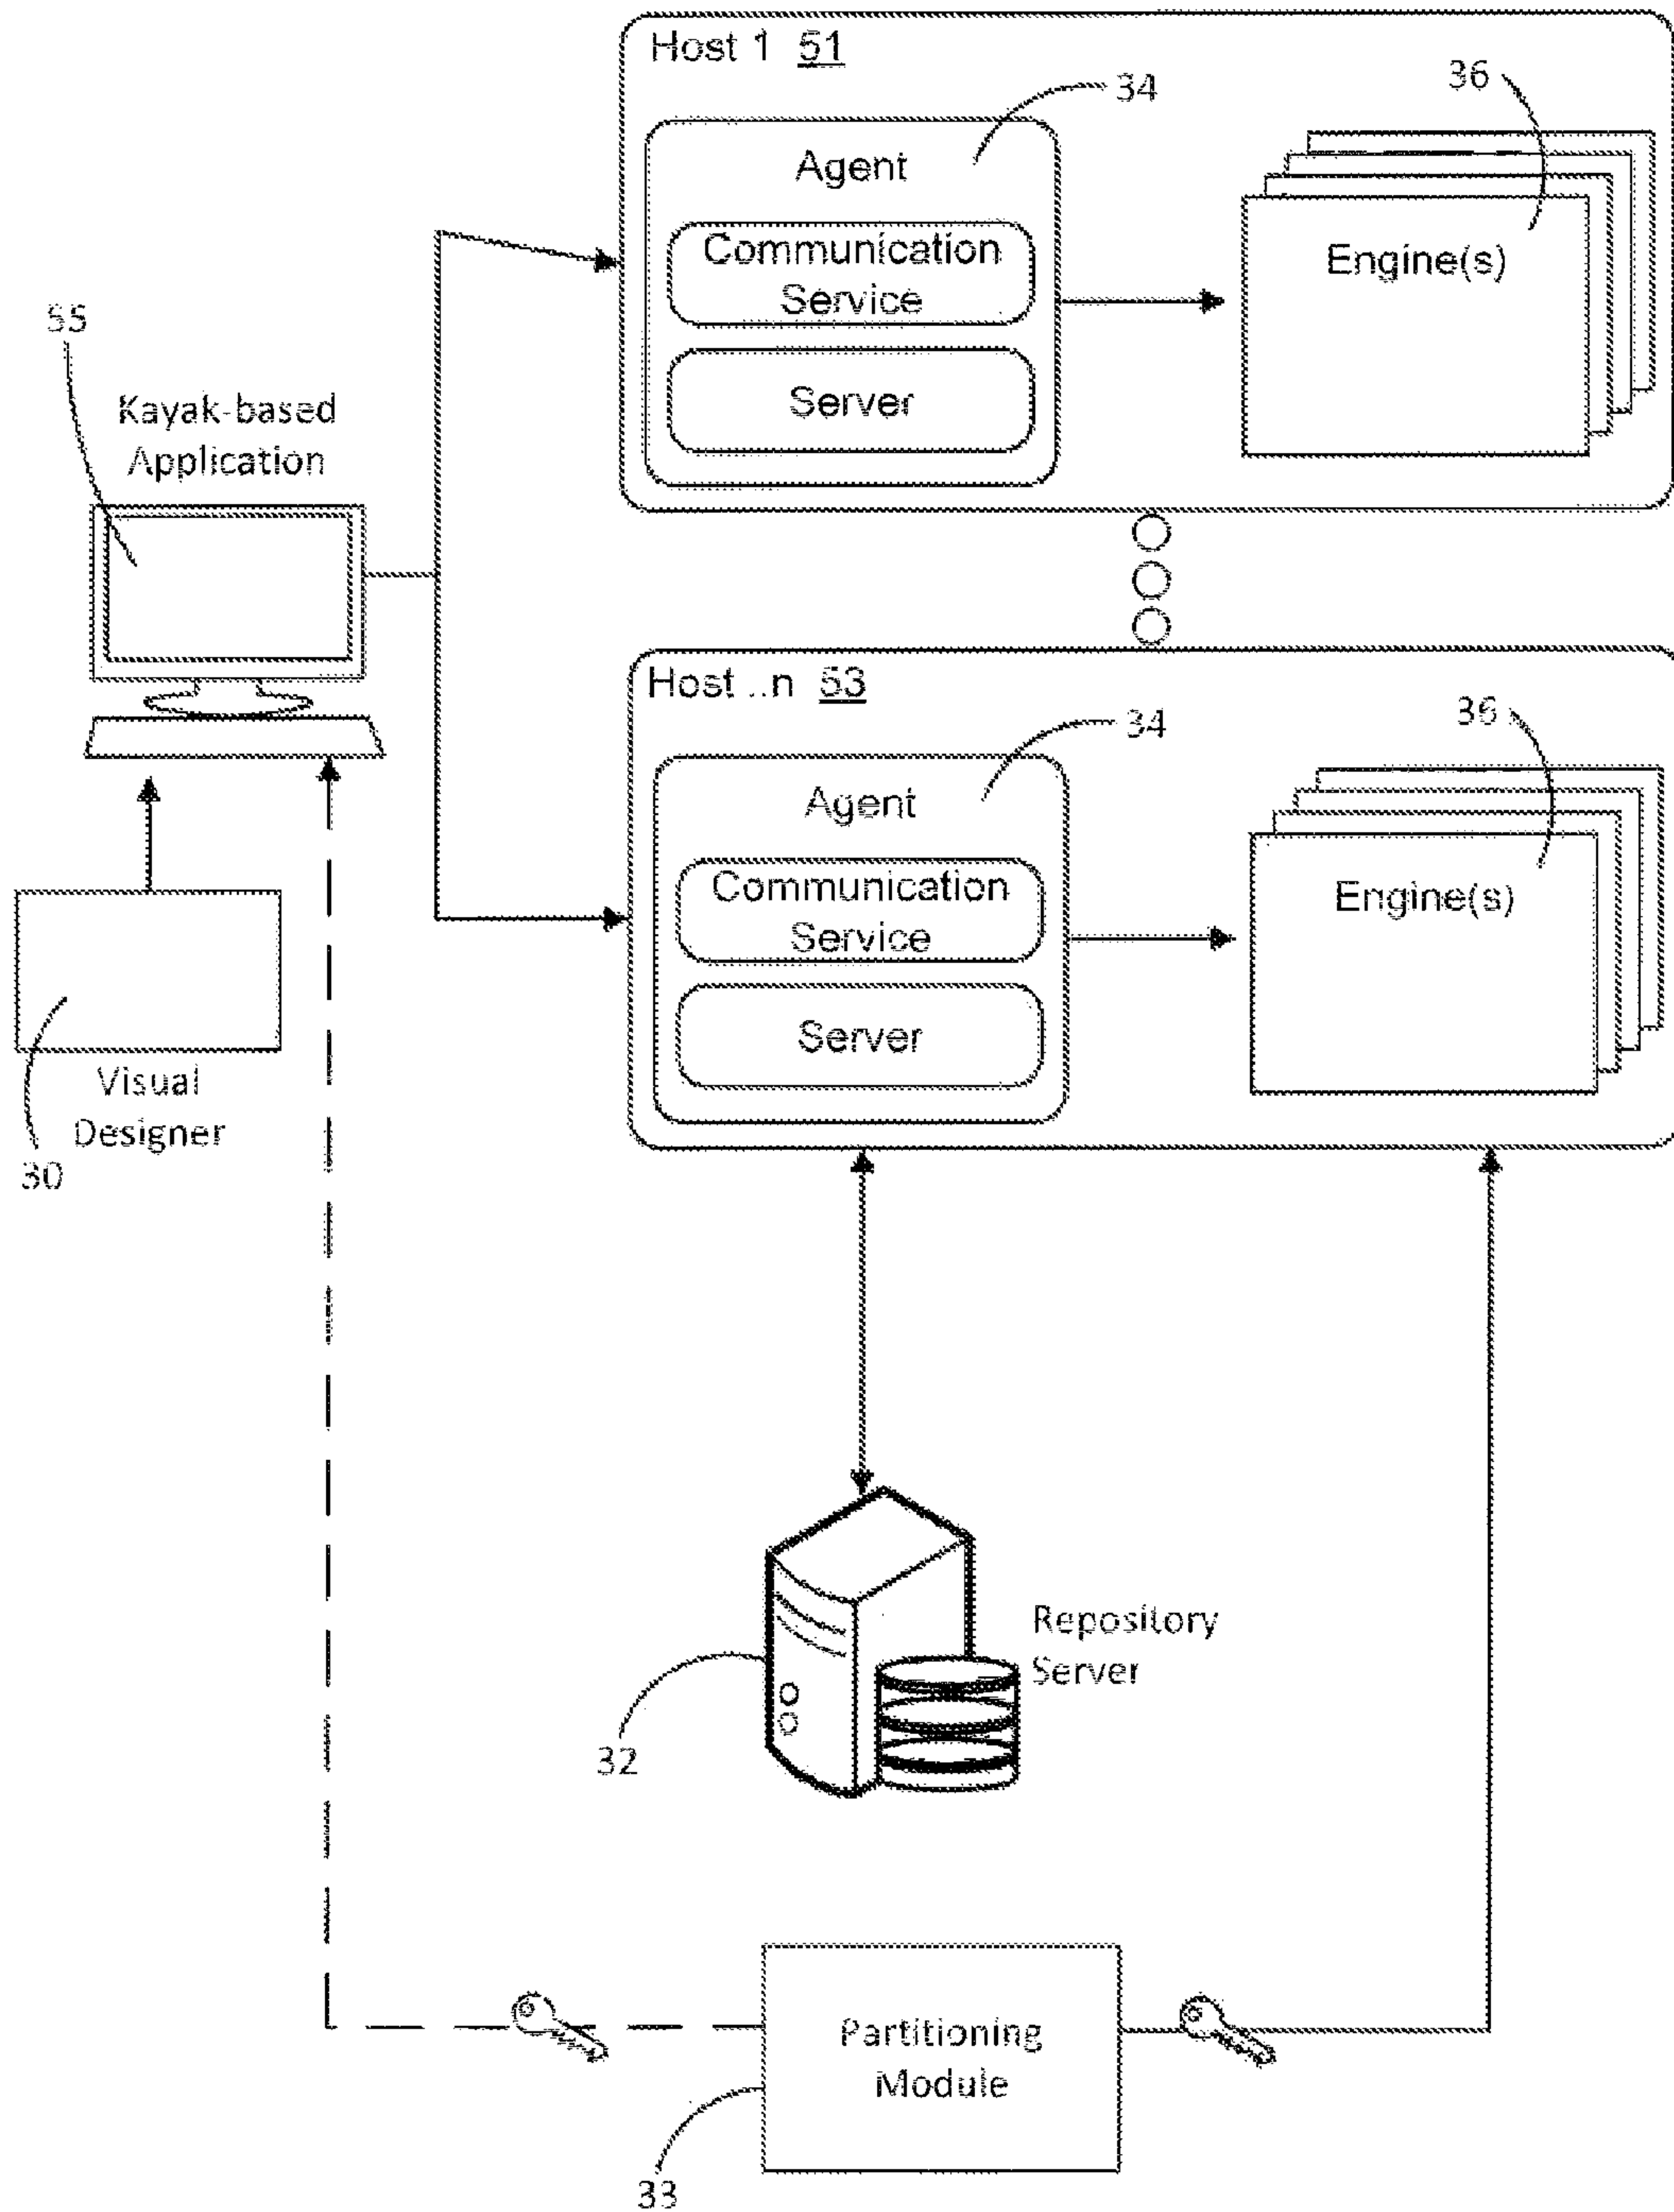 Host 1 51
34
36
Agent
Communication
Service
Server
Engine(s)
55
Kayak-based
Application
Host ..n 53
34
36
Agent
Communication
Service
Server
Engine(s)
Visual
Designer
30
Repository
Server
32
Partitioning
Module
33